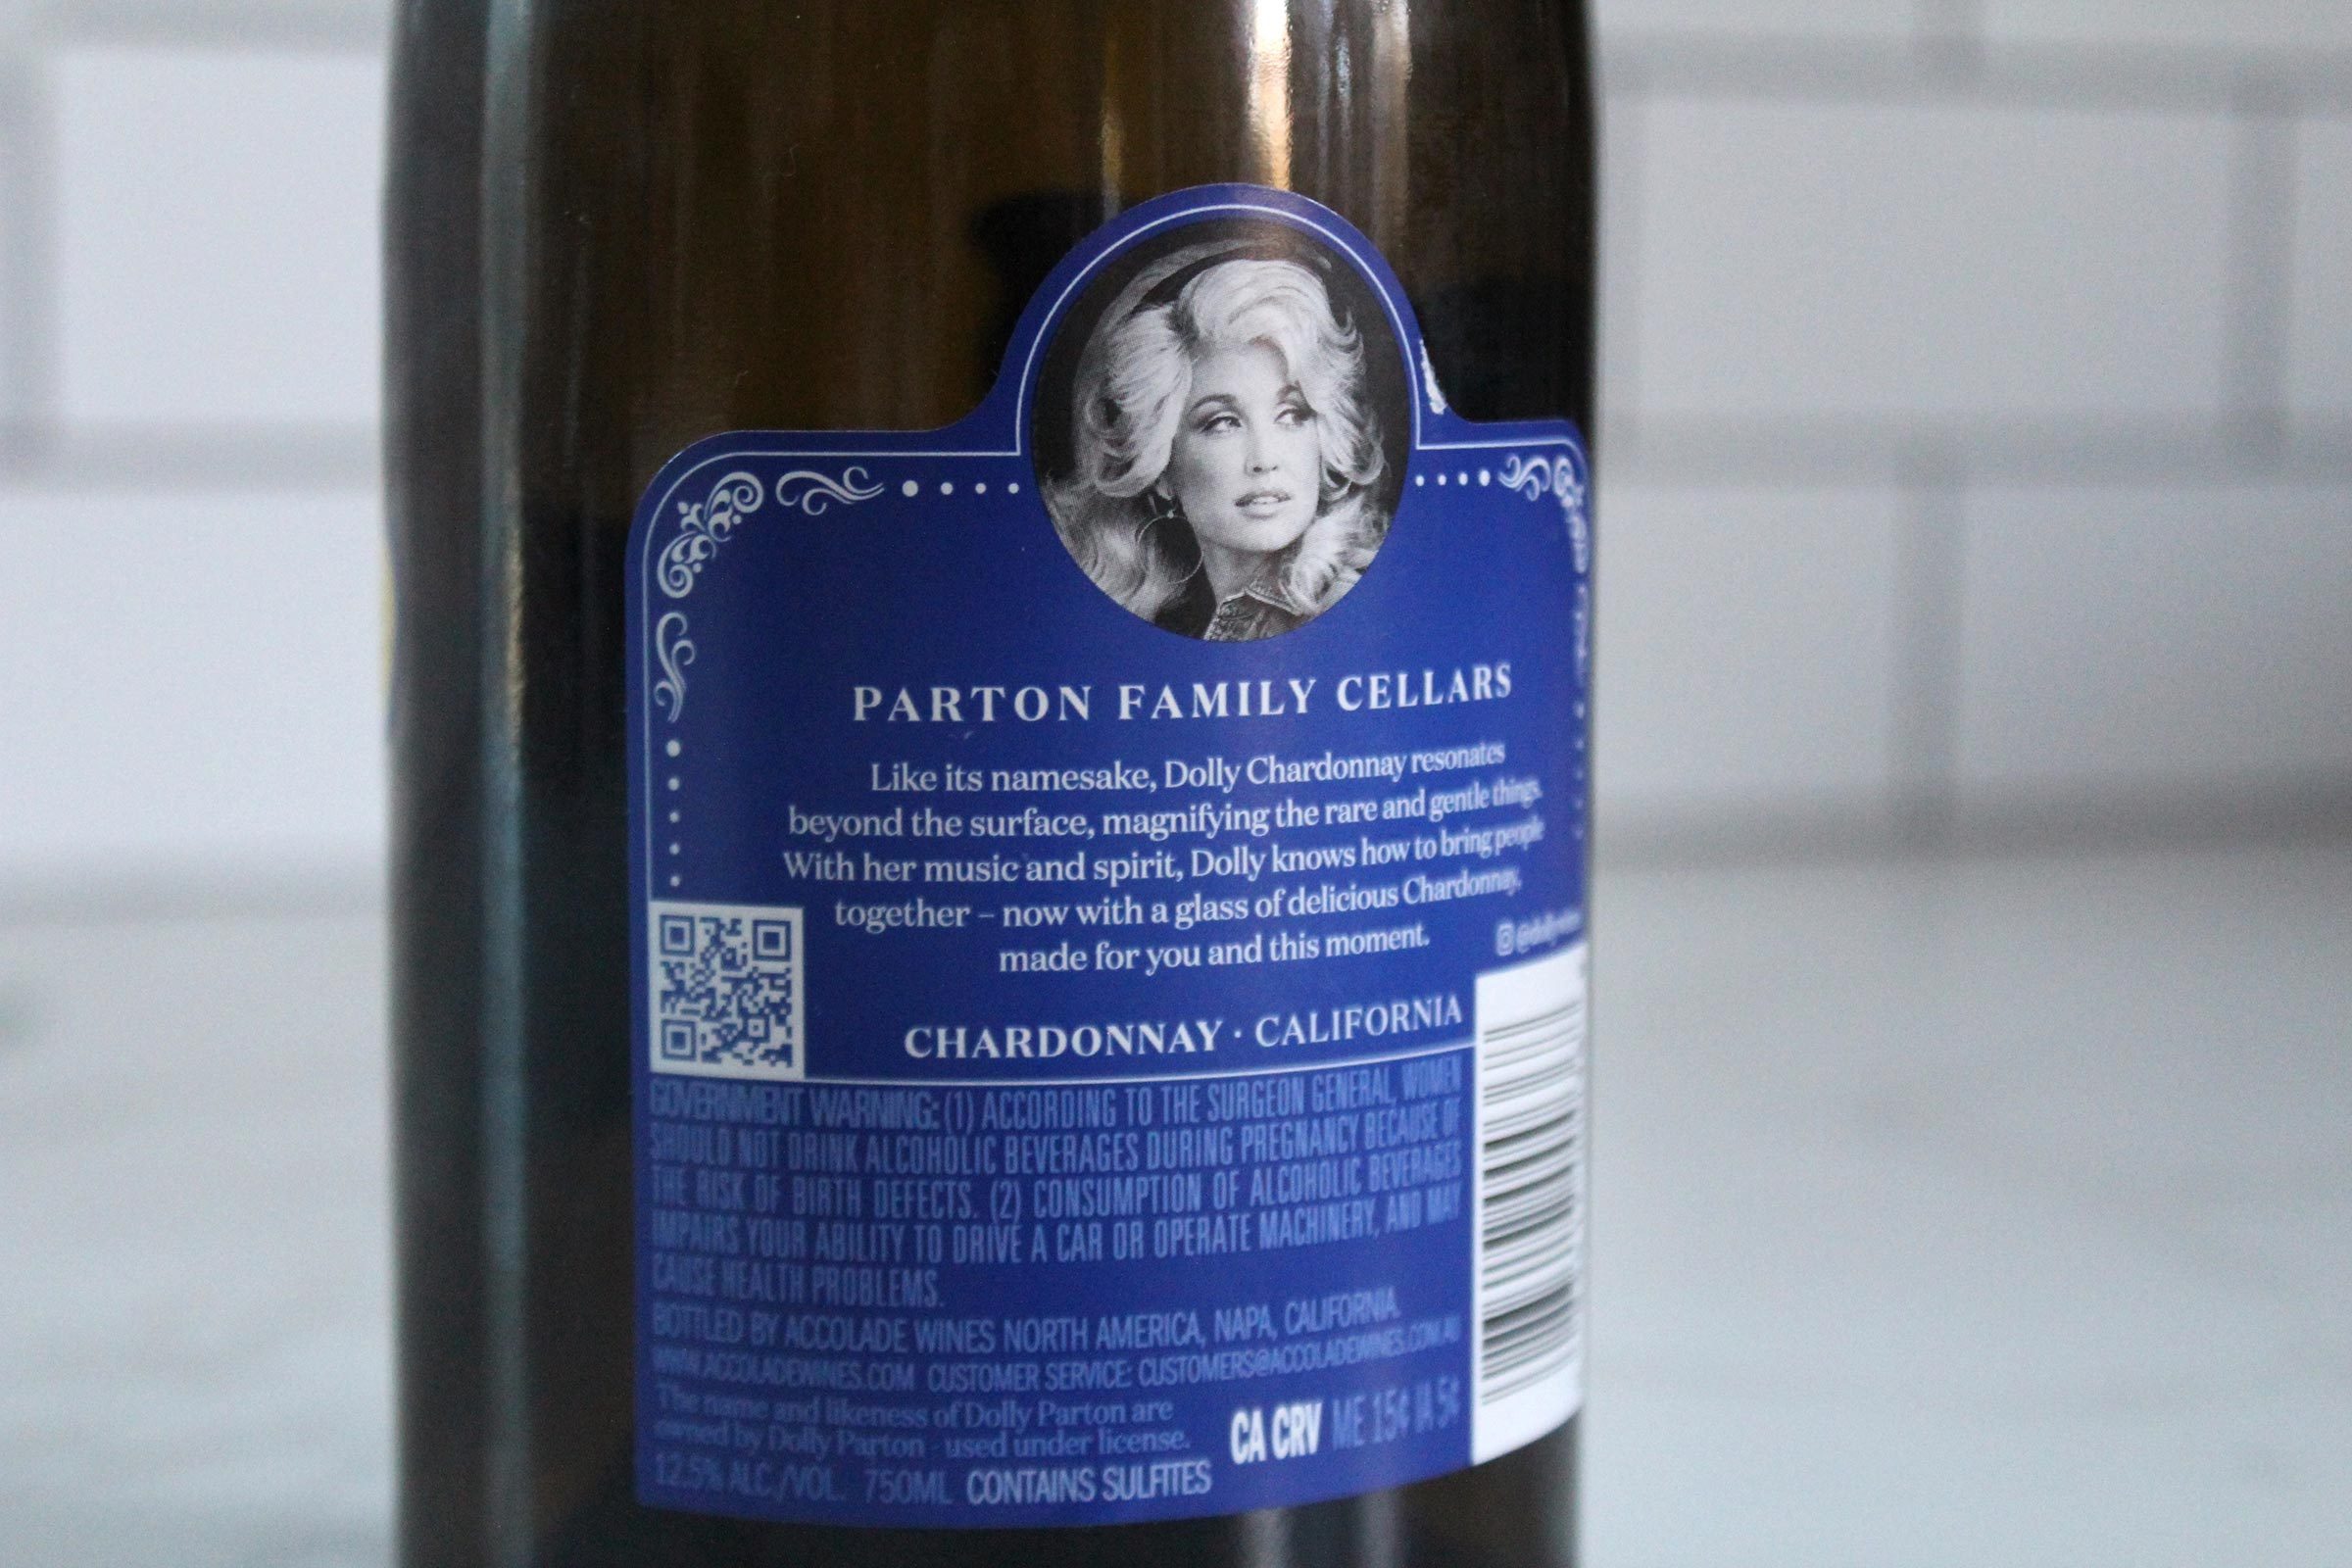 PARTON FAMILY CELLARS
Like its namesake, Dolly Chardonnay resonates
beyond the surface, magnifying the rare and gentle things.
With her music and spirit, Dolly knows how to bring people
together – now with a glass of delicious Chardonnay,
made for you and this moment.
CHARDONNAY · CALIFORNIA
GOVERNMENT WARNING: (1) ACCORDING TO THE SURGEON GENERAL, WOMEN
SHOULD NOT DRINK ALCOHOLIC BEVERAGES DURING PREGNANCY BECAUSE OF
THE RISK OF BIRTH DEFECTS. (2) CONSUMPTION OF ALCOHOLIC BEVERAGES
IMPAIRS YOUR ABILITY TO DRIVE A CAR OR OPERATE MACHINERY, AND MAY
CAUSE HEALTH PROBLEMS.
BOTTLED BY ACCOLADE WINES NORTH AMERICA, NAPA, CALIFORNIA.
WWW.ACCOLADEWINES.COM CUSTOMER SERVICE: CUSTOMERS@ACCOLADEWINES.COM.AU
The name and likeness of Dolly Parton are
owned by Dolly Parton - used under license.
CA CRV ME 15¢ IA 5¢
12.5% ALC./VOL. 750ML CONTAINS SULFITES